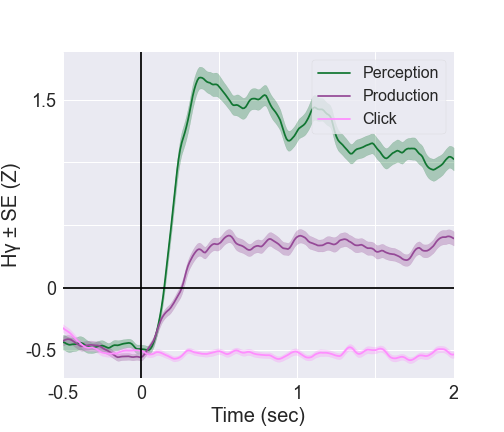 Perception
Production
Click
Hγ ± SE (Z)
1.5
0
-0.5
-0.5
0
1
2
Time (sec)